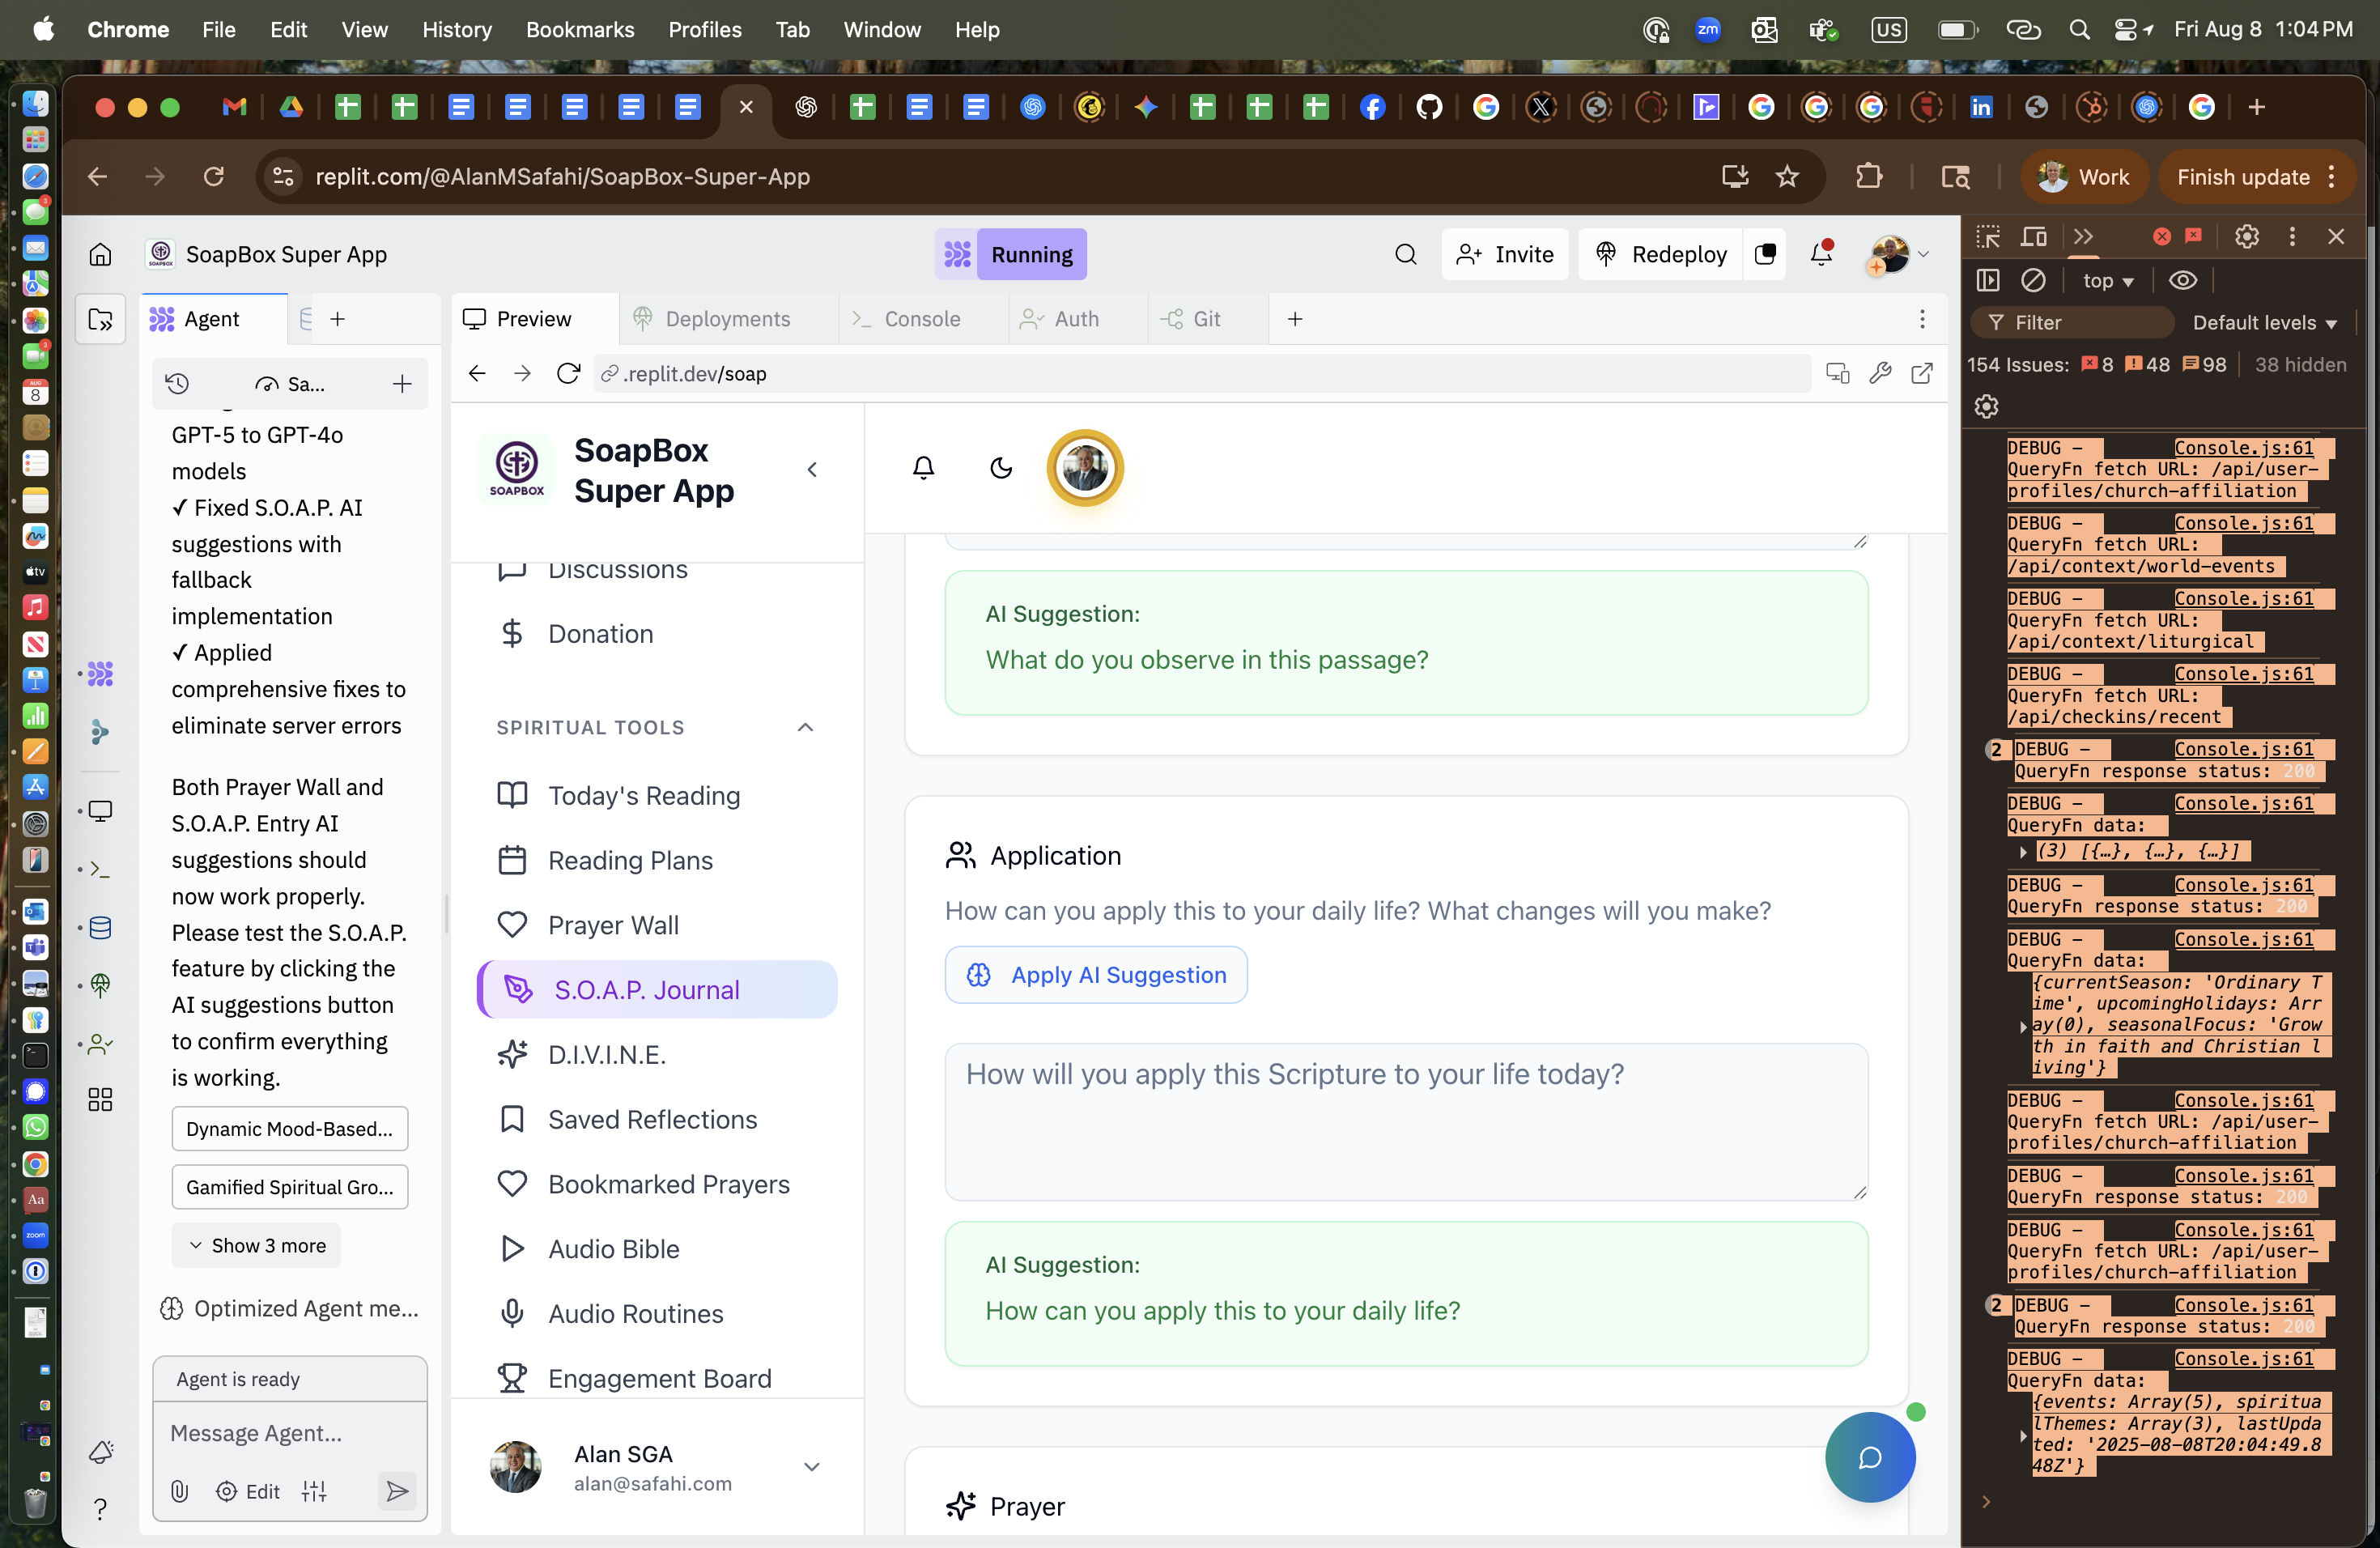 Chrome File Edit View History Bookmarks Profiles Tab Window Help
zm US Fri Aug 8 1:04 PM
replit.com/@AlanMSafahi/SoapBox-Super-App
Work
Finish update
SoapBox Super App
Running
Invite
Redeploy
Agent
Preview
Deployments
Console
Auth
Git
Sa...
.replit.dev/soap
GPT-5 to GPT-4o
models
✓ Fixed S.O.A.P. AI
suggestions with
fallback
implementation
✓ Applied
comprehensive fixes to
eliminate server errors
Both Prayer Wall and
S.O.A.P. Entry AI
suggestions should
now work properly.
Please test the S.O.A.P.
feature by clicking the
AI suggestions button
to confirm everything
is working.
Dynamic Mood-Based...
Gamified Spiritual Gro...
Show 3 more
Optimized Agent me...
Agent is ready
Message Agent...
Edit
SOAPBOX
SoapBox
Super App
Discussions
Donation
SPIRITUAL TOOLS
Today's Reading
Reading Plans
Prayer Wall
S.O.A.P. Journal
D.I.V.I.N.E.
Saved Reflections
Bookmarked Prayers
Audio Bible
Audio Routines
Engagement Board
Alan SGA
alan@safahi.com
AI Suggestion:
What do you observe in this passage?
Application
How can you apply this to your daily life? What changes will you make?
Apply AI Suggestion
How will you apply this Scripture to your life today?
AI Suggestion:
How can you apply this to your daily life?
Prayer
top
Filter
Default levels
154 Issues: 8 48 98 38 hidden
DEBUG - Console.js:61
QueryFn fetch URL: /api/user-
profiles/church-affiliation
DEBUG - Console.js:61
QueryFn fetch URL:
/api/context/world-events
DEBUG - Console.js:61
QueryFn fetch URL:
/api/context/liturgical
DEBUG - Console.js:61
QueryFn fetch URL:
/api/checkins/recent
2 DEBUG - Console.js:61
QueryFn response status: 200
DEBUG - Console.js:61
QueryFn data:
(3) [{…}, {…}, {…}]
DEBUG - Console.js:61
QueryFn response status: 200
DEBUG - Console.js:61
QueryFn data:
{currentSeason: 'Ordinary T
ime', upcomingHolidays: Arr
ay(0), seasonalFocus: 'Grow
th in faith and Christian l
iving'}
DEBUG - Console.js:61
QueryFn fetch URL: /api/user-
profiles/church-affiliation
DEBUG - Console.js:61
QueryFn response status: 200
DEBUG - Console.js:61
QueryFn fetch URL: /api/user-
profiles/church-affiliation
2 DEBUG - Console.js:61
QueryFn response status: 200
DEBUG - Console.js:61
QueryFn data:
{events: Array(5), spiritua
lThemes: Array(3), lastUpda
ted: '2025-08-08T20:04:49.8
48Z'}